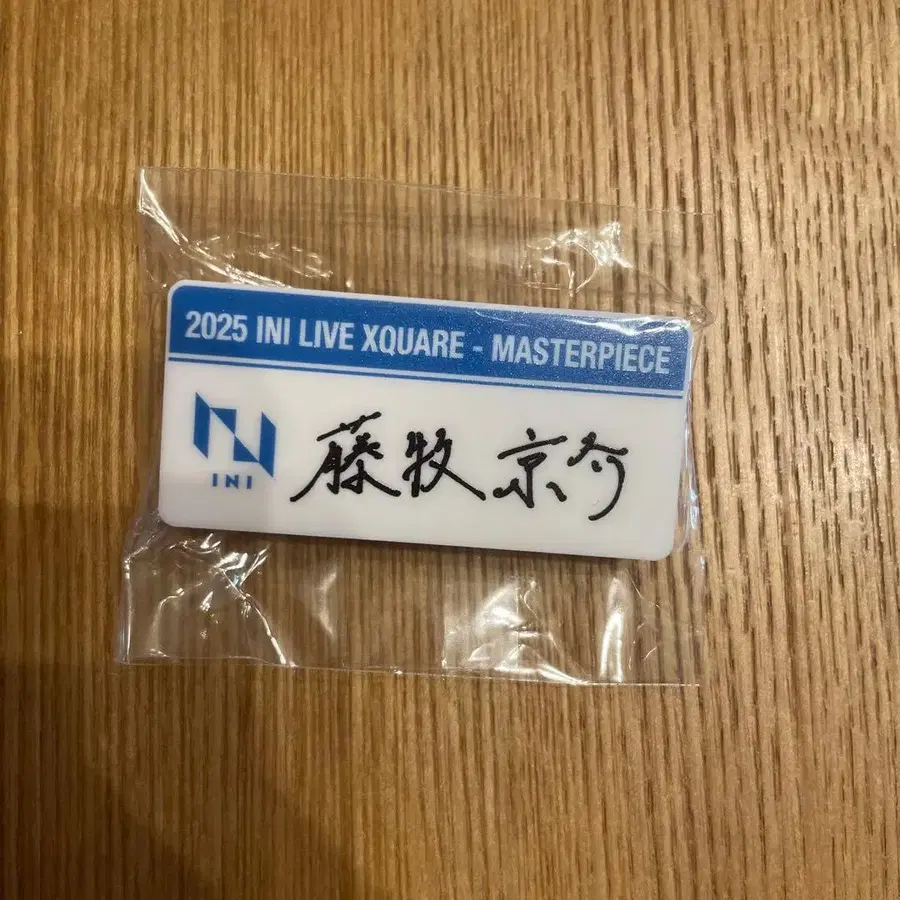 2025 INI LIVE XQUARE - MASTERPIECE
INI
藤牧京介